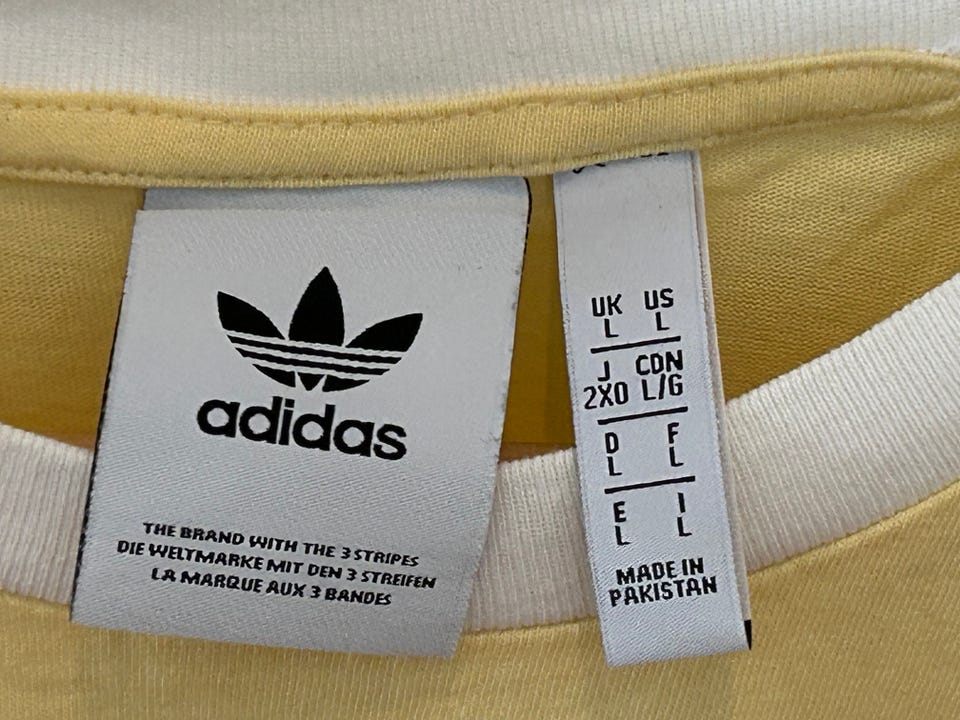 adidas
THE BRAND WITH THE 3 STRIPES
DIE WELTMARKE MIT DEN 3 STREIFEN
LA MARQUE AUX 3 BANDES
UK US
L L
J CDN
2XO L/G
D F
L L
E I
L L
MADE IN
PAKISTAN